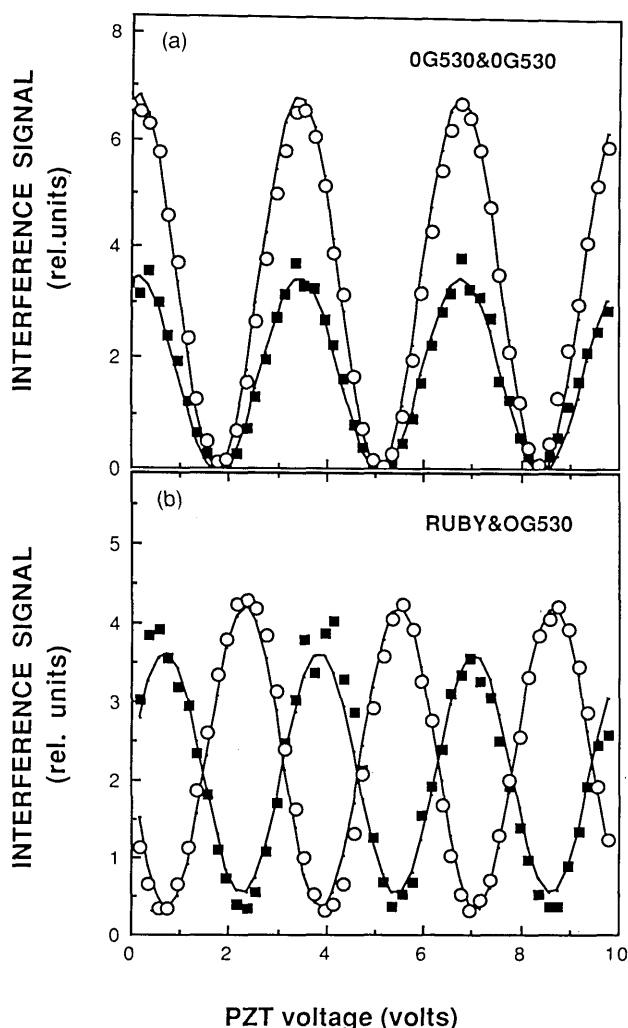 8
(a)
0G530&0G530
6
4
2
0
INTERFERENCE SIGNAL
(rel.units)
(b)
RUBY&OG530
5
4
3
2
1
0
INTERFERENCE SIGNAL
(rel. units)
0 2 4 6 8 10
PZT voltage (volts)